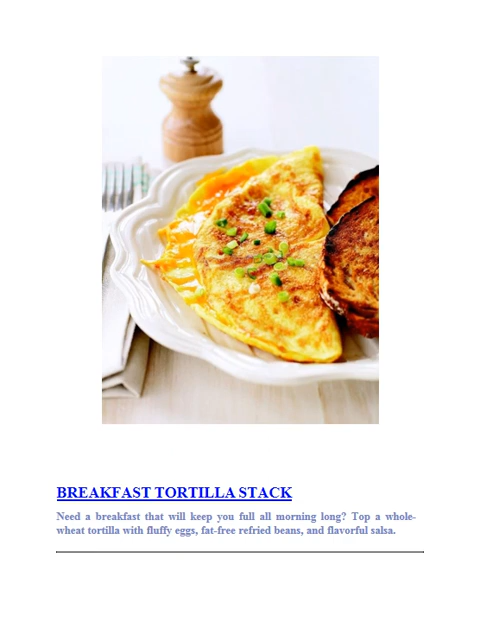 BREAKFAST TORTILLA STACK
Need a breakfast that will keep you full all morning long? Top a whole-
wheat tortilla with fluffy eggs, fat-free refried beans, and flavorful salsa.